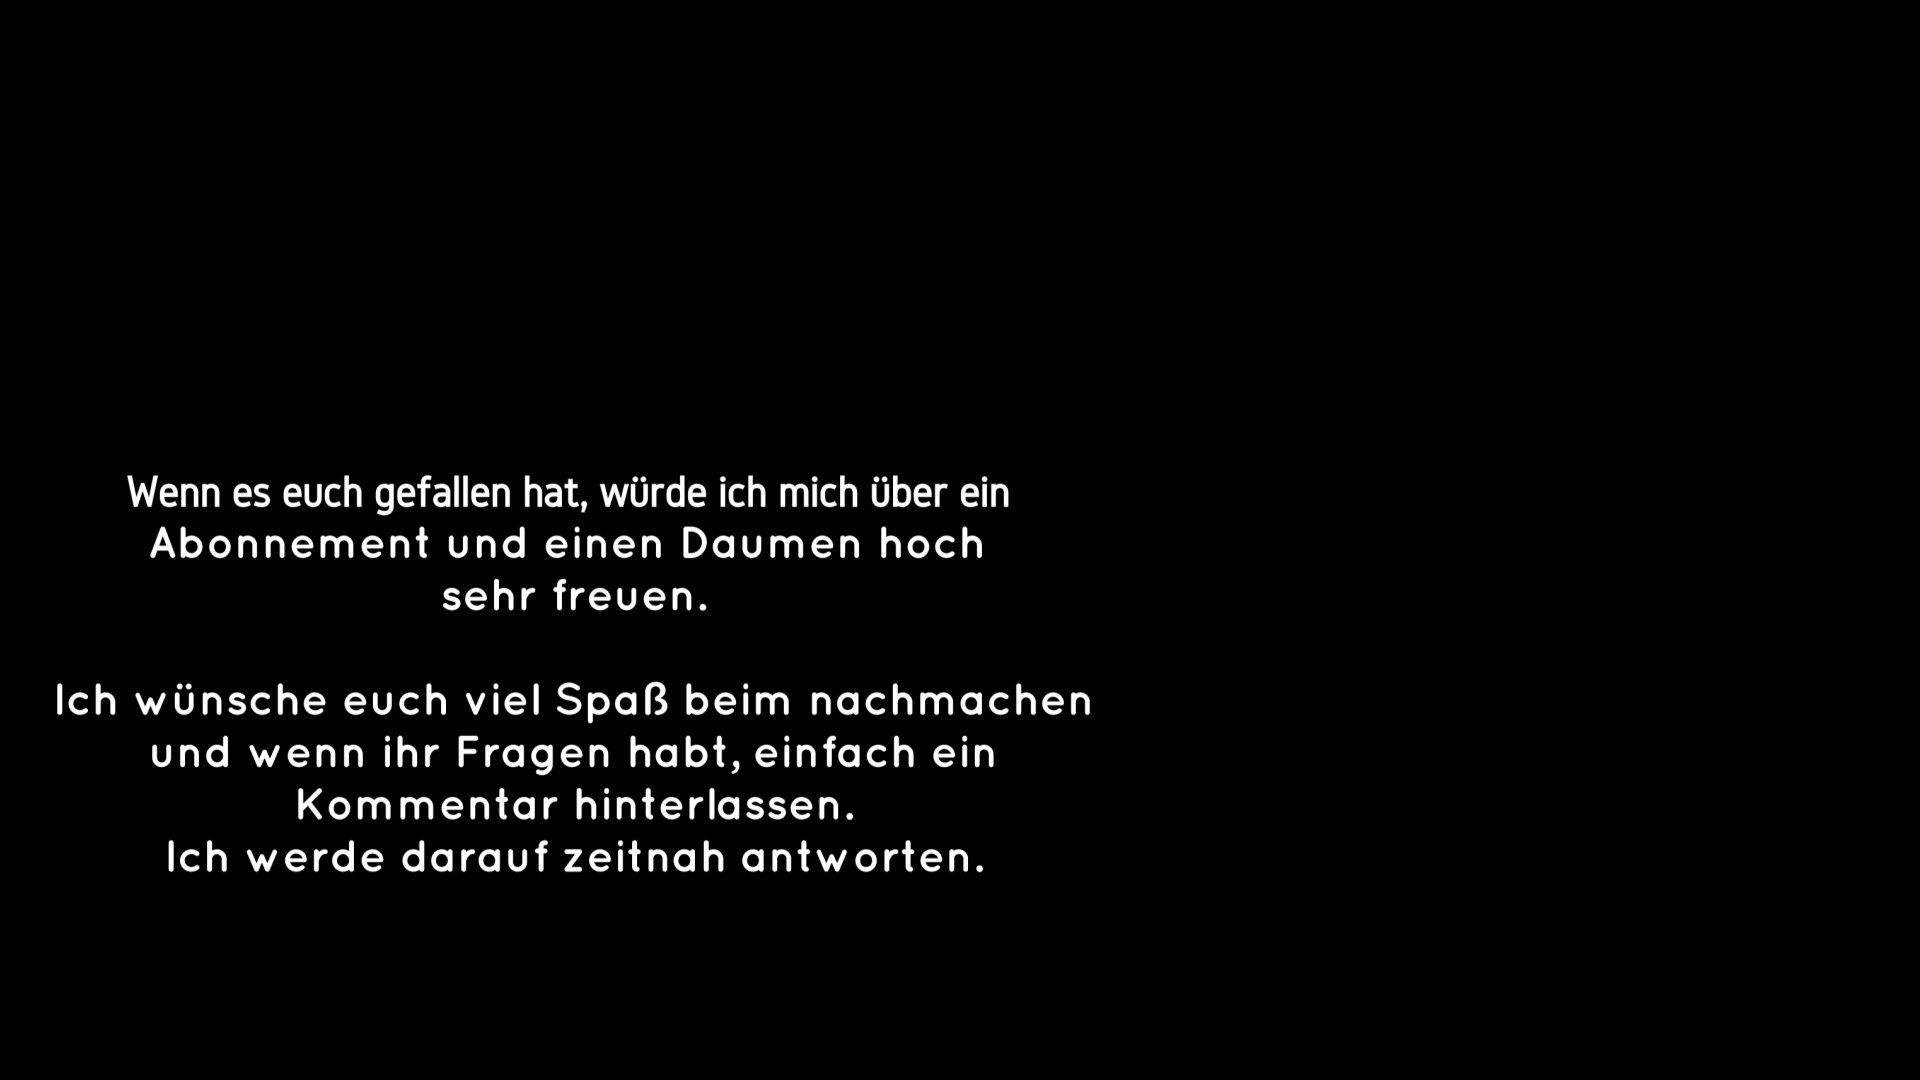 Wenn es euch gefallen hat, würde ich mich über ein
Abonnement und einen Daumen hoch
sehr freuen.
Ich wünsche euch viel Spaß beim nachmachen
und wenn ihr Fragen habt, einfach ein
Kommentar hinterlassen.
Ich werde darauf zeitnah antworten.